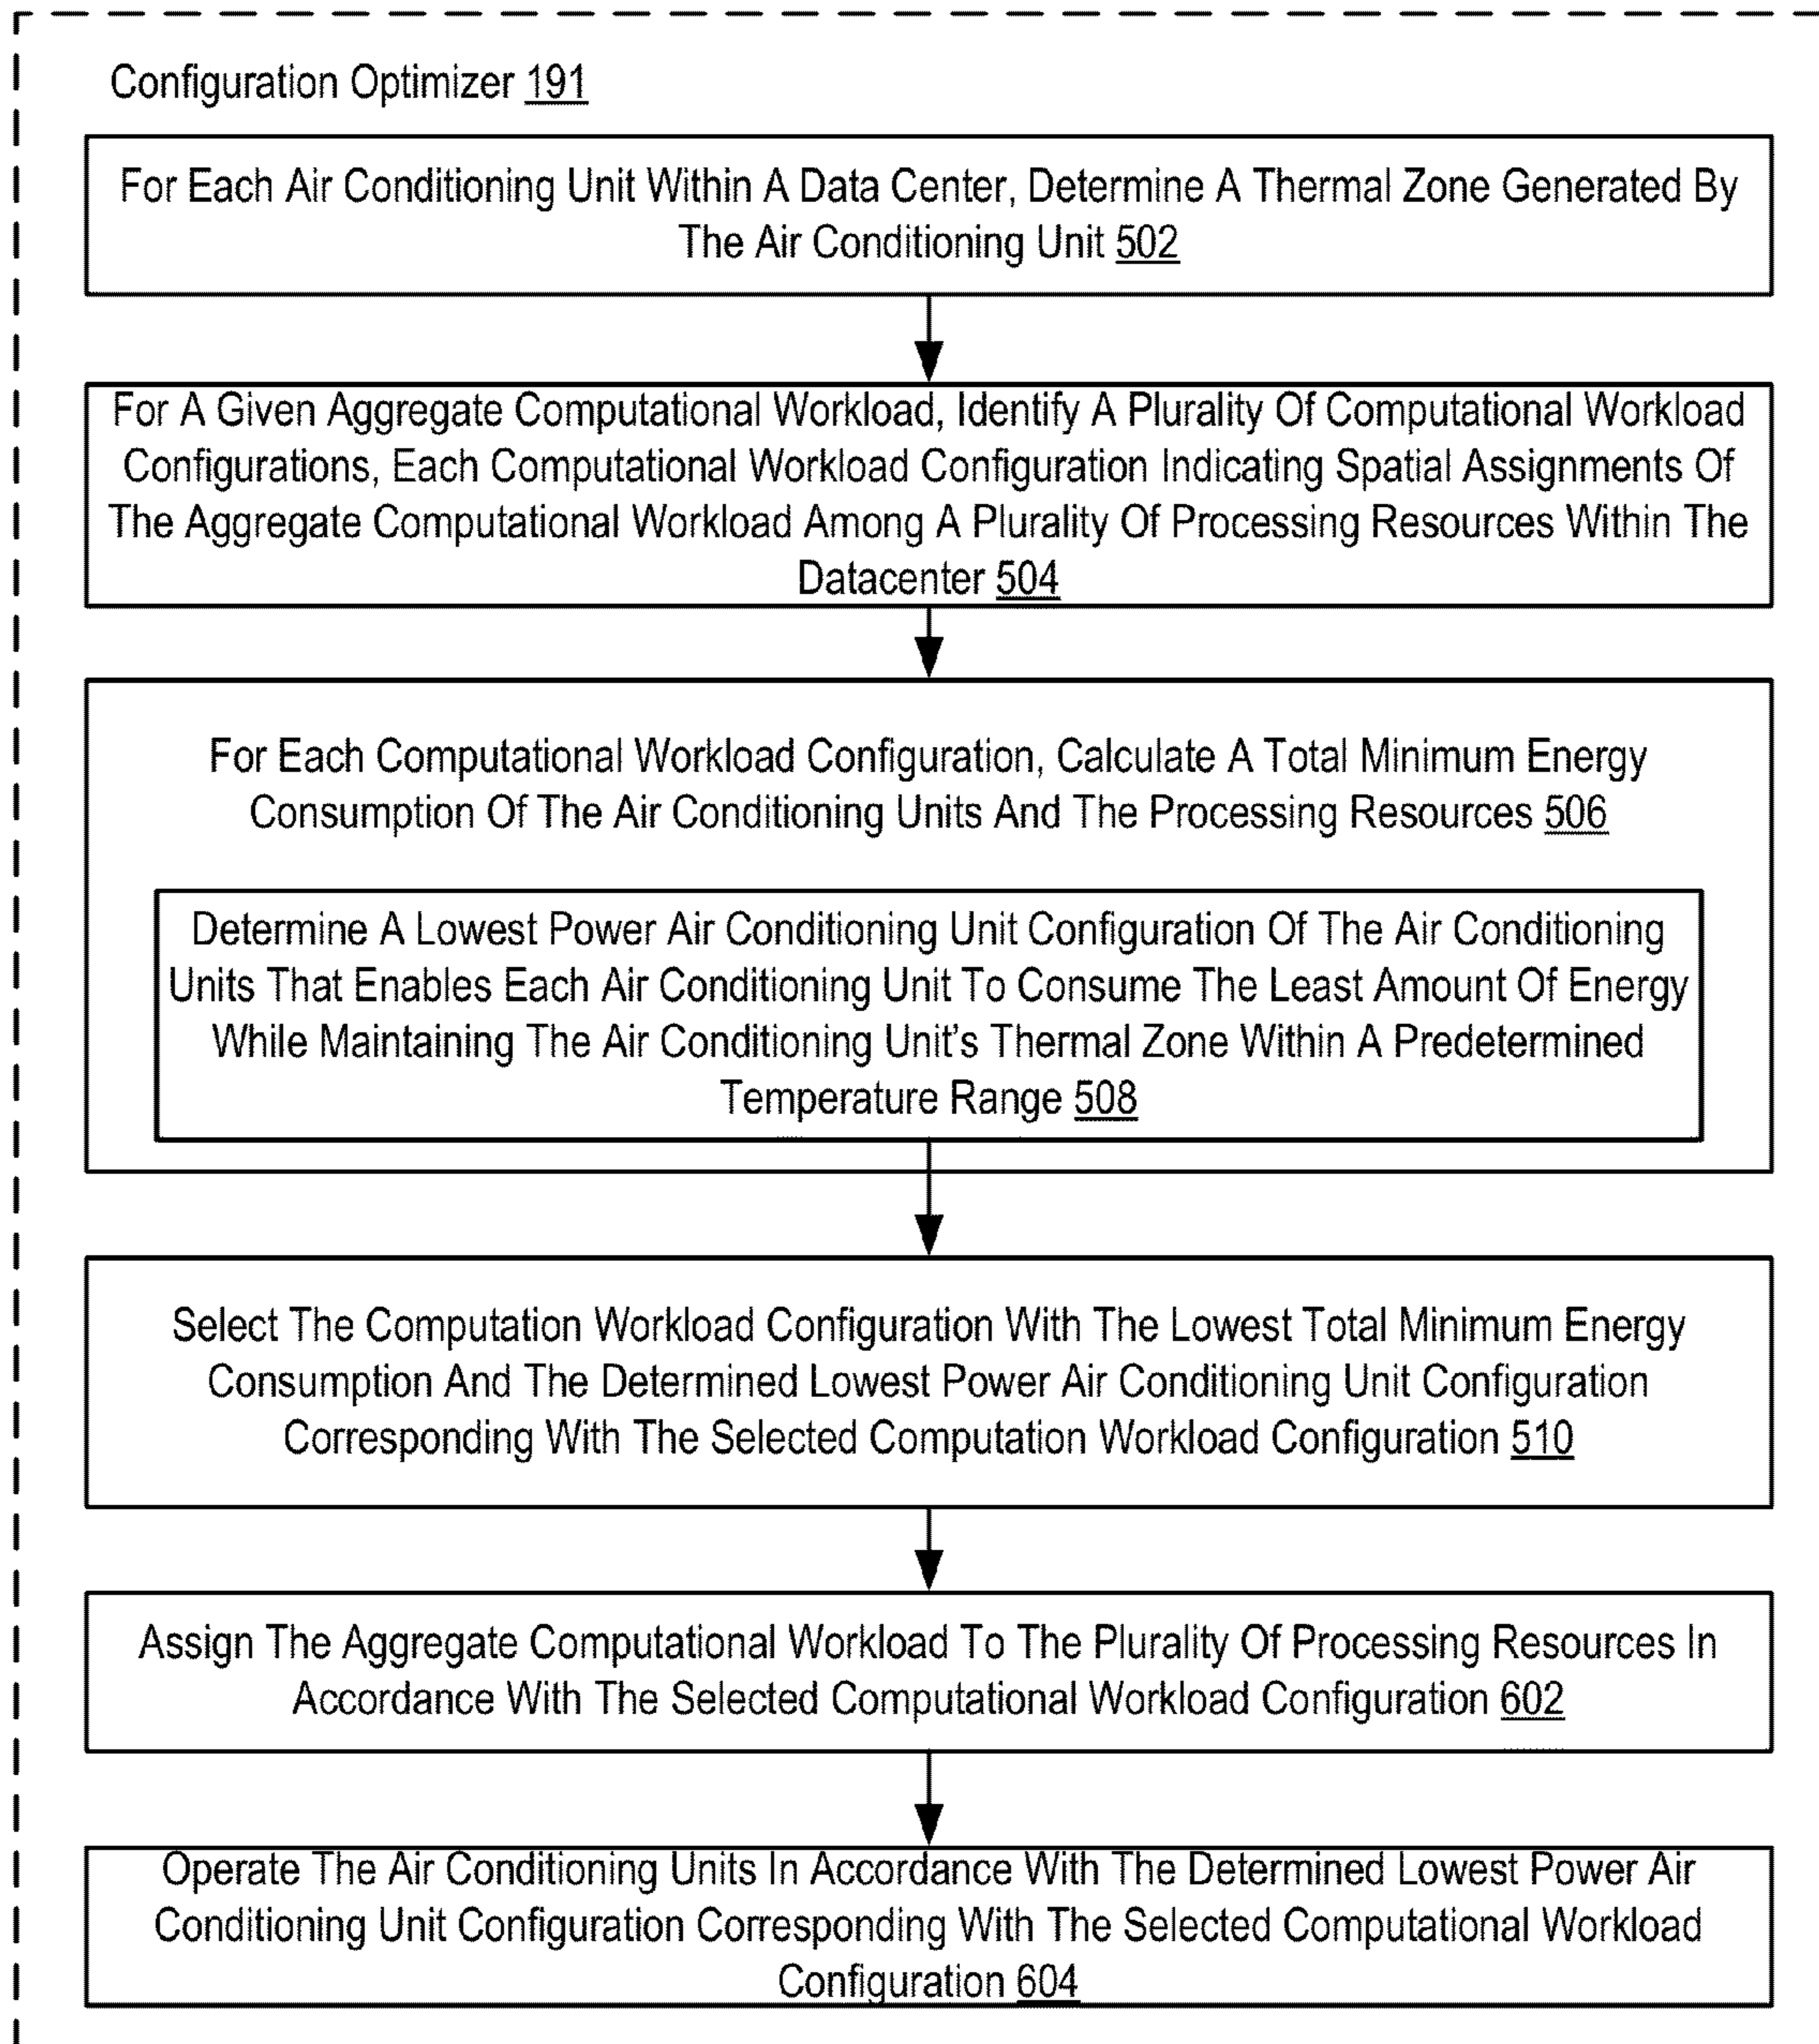 Configuration Optimizer 191
For Each Air Conditioning Unit Within A Data Center, Determine A Thermal Zone Generated By
The Air Conditioning Unit 502
For A Given Aggregate Computational Workload, Identify A Plurality Of Computational Workload
Configurations, Each Computational Workload Configuration Indicating Spatial Assignments Of
The Aggregate Computational Workload Among A Plurality Of Processing Resources Within The
Datacenter 504
For Each Computational Workload Configuration, Calculate A Total Minimum Energy
Consumption Of The Air Conditioning Units And The Processing Resources 506
Determine A Lowest Power Air Conditioning Unit Configuration Of The Air Conditioning
Units That Enables Each Air Conditioning Unit To Consume The Least Amount Of Energy
While Maintaining The Air Conditioning Unit's Thermal Zone Within A Predetermined
Temperature Range 508
Select The Computation Workload Configuration With The Lowest Total Minimum Energy
Consumption And The Determined Lowest Power Air Conditioning Unit Configuration
Corresponding With The Selected Computation Workload Configuration 510
Assign The Aggregate Computational Workload To The Plurality Of Processing Resources In
Accordance With The Selected Computational Workload Configuration 602
Operate The Air Conditioning Units In Accordance With The Determined Lowest Power Air
Conditioning Unit Configuration Corresponding With The Selected Computational Workload
Configuration 604